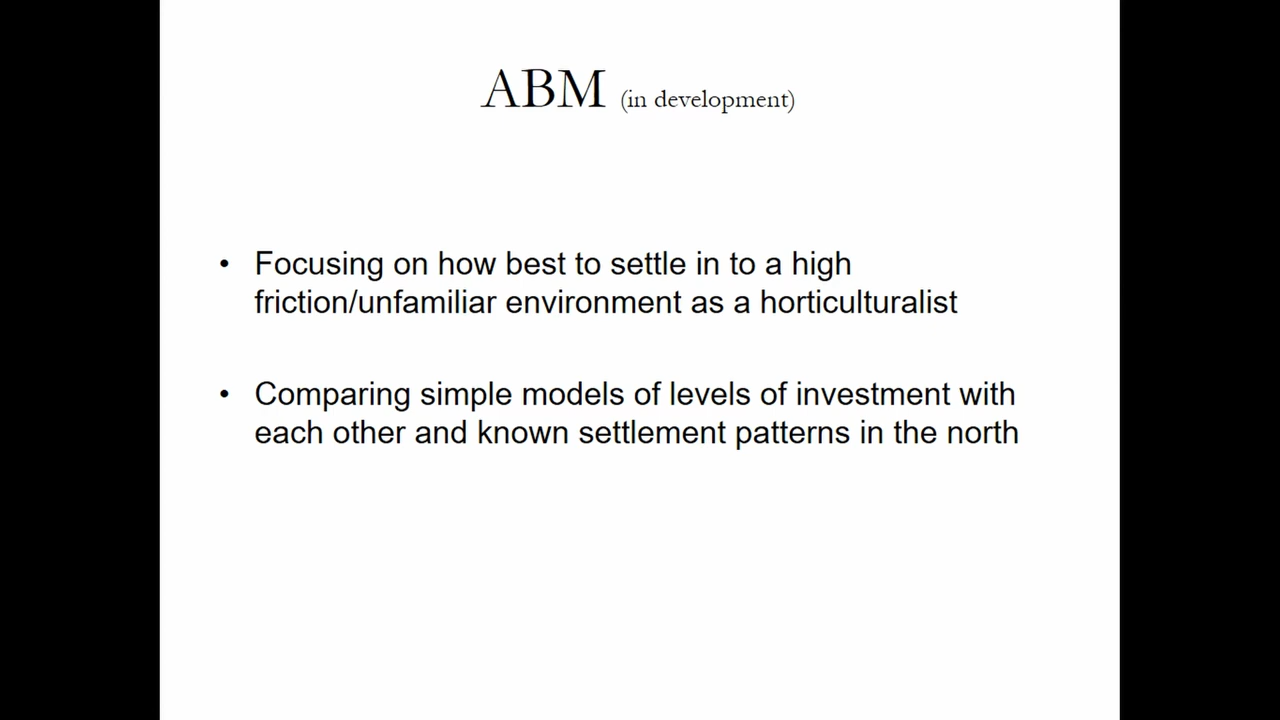 ABM (in development)
• Focusing on how best to settle in to a high
friction/unfamiliar environment as a horticulturalist
• Comparing simple models of levels of investment with
each other and known settlement patterns in the north